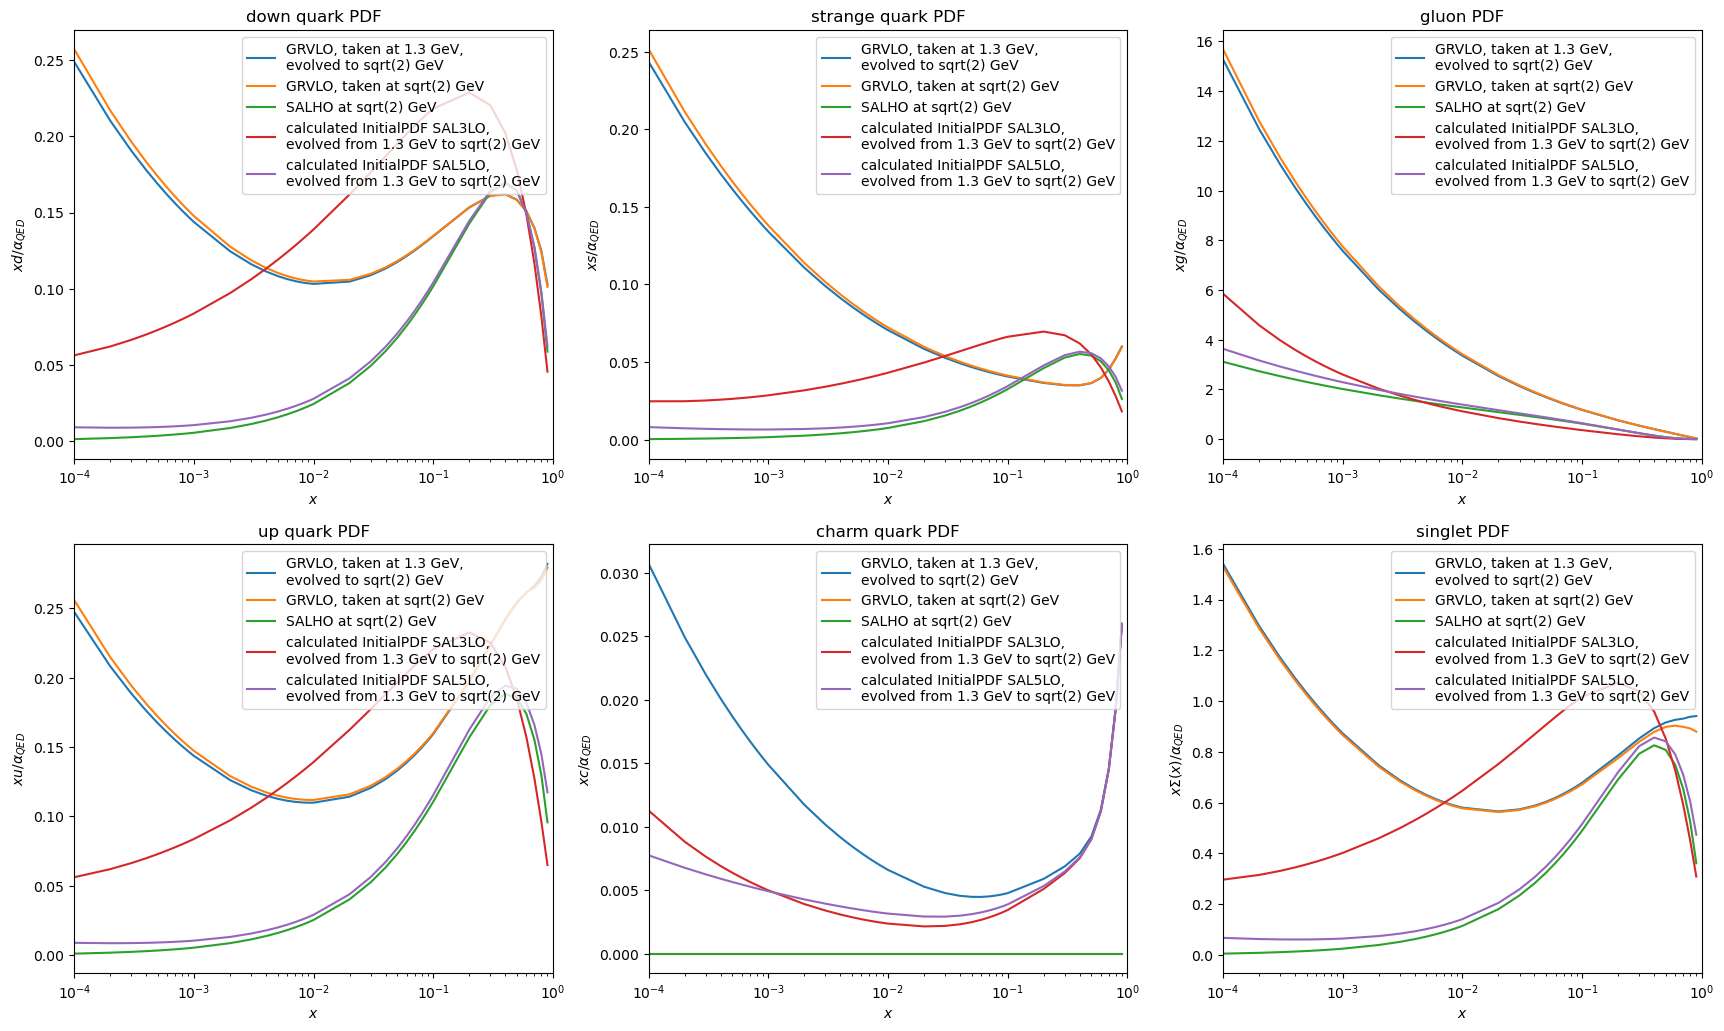 down quark PDF
GRVLO, taken at 1.3 GeV,
evolved to sqrt(2) GeV
GRVLO, taken at sqrt(2) GeV
SALHO at sqrt(2) GeV
calculated InitialPDF SAL3LO,
evolved from 1.3 GeV to sqrt(2) GeV
calculated InitialPDF SAL5LO,
evolved from 1.3 GeV to sqrt(2) GeV
xd/α_QED
0.25
0.20
0.15
0.10
0.05
0.00
10⁻⁴ 10⁻³ 10⁻² 10⁻¹ 10⁰
x
strange quark PDF
GRVLO, taken at 1.3 GeV,
evolved to sqrt(2) GeV
GRVLO, taken at sqrt(2) GeV
SALHO at sqrt(2) GeV
calculated InitialPDF SAL3LO,
evolved from 1.3 GeV to sqrt(2) GeV
calculated InitialPDF SAL5LO,
evolved from 1.3 GeV to sqrt(2) GeV
xs/α_QED
0.25
0.20
0.15
0.10
0.05
0.00
10⁻⁴ 10⁻³ 10⁻² 10⁻¹ 10⁰
x
gluon PDF
GRVLO, taken at 1.3 GeV,
evolved to sqrt(2) GeV
GRVLO, taken at sqrt(2) GeV
SALHO at sqrt(2) GeV
calculated InitialPDF SAL3LO,
evolved from 1.3 GeV to sqrt(2) GeV
calculated InitialPDF SAL5LO,
evolved from 1.3 GeV to sqrt(2) GeV
xg/α_QED
16
14
12
10
8
6
4
2
0
10⁻⁴ 10⁻³ 10⁻² 10⁻¹ 10⁰
x
up quark PDF
GRVLO, taken at 1.3 GeV,
evolved to sqrt(2) GeV
GRVLO, taken at sqrt(2) GeV
SALHO at sqrt(2) GeV
calculated InitialPDF SAL3LO,
evolved from 1.3 GeV to sqrt(2) GeV
calculated InitialPDF SAL5LO,
evolved from 1.3 GeV to sqrt(2) GeV
xu/α_QED
0.25
0.20
0.15
0.10
0.05
0.00
10⁻⁴ 10⁻³ 10⁻² 10⁻¹ 10⁰
x
charm quark PDF
GRVLO, taken at 1.3 GeV,
evolved to sqrt(2) GeV
GRVLO, taken at sqrt(2) GeV
SALHO at sqrt(2) GeV
calculated InitialPDF SAL3LO,
evolved from 1.3 GeV to sqrt(2) GeV
calculated InitialPDF SAL5LO,
evolved from 1.3 GeV to sqrt(2) GeV
xc/α_QED
0.030
0.025
0.020
0.015
0.010
0.005
0.000
10⁻⁴ 10⁻³ 10⁻² 10⁻¹ 10⁰
x
singlet PDF
GRVLO, taken at 1.3 GeV,
evolved to sqrt(2) GeV
GRVLO, taken at sqrt(2) GeV
SALHO at sqrt(2) GeV
calculated InitialPDF SAL3LO,
evolved from 1.3 GeV to sqrt(2) GeV
calculated InitialPDF SAL5LO,
evolved from 1.3 GeV to sqrt(2) GeV
xΣ(x)/α_QED
1.6
1.4
1.2
1.0
0.8
0.6
0.4
0.2
0.0
10⁻⁴ 10⁻³ 10⁻² 10⁻¹ 10⁰
x